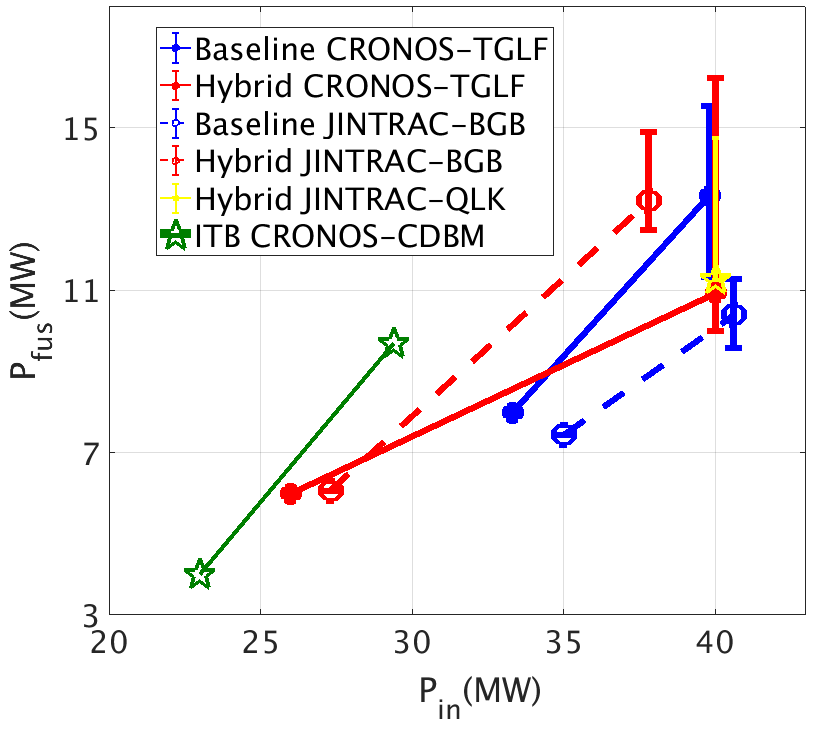 Baseline CRONOS-TGLF
Hybrid CRONOS-TGLF
Baseline JINTRAC-BGB
Hybrid JINTRAC-BGB
Hybrid JINTRAC-QLK
ITB CRONOS-CDBM
15
11
7
3
P_fus(MW)
20 25 30 35 40
P_in(MW)